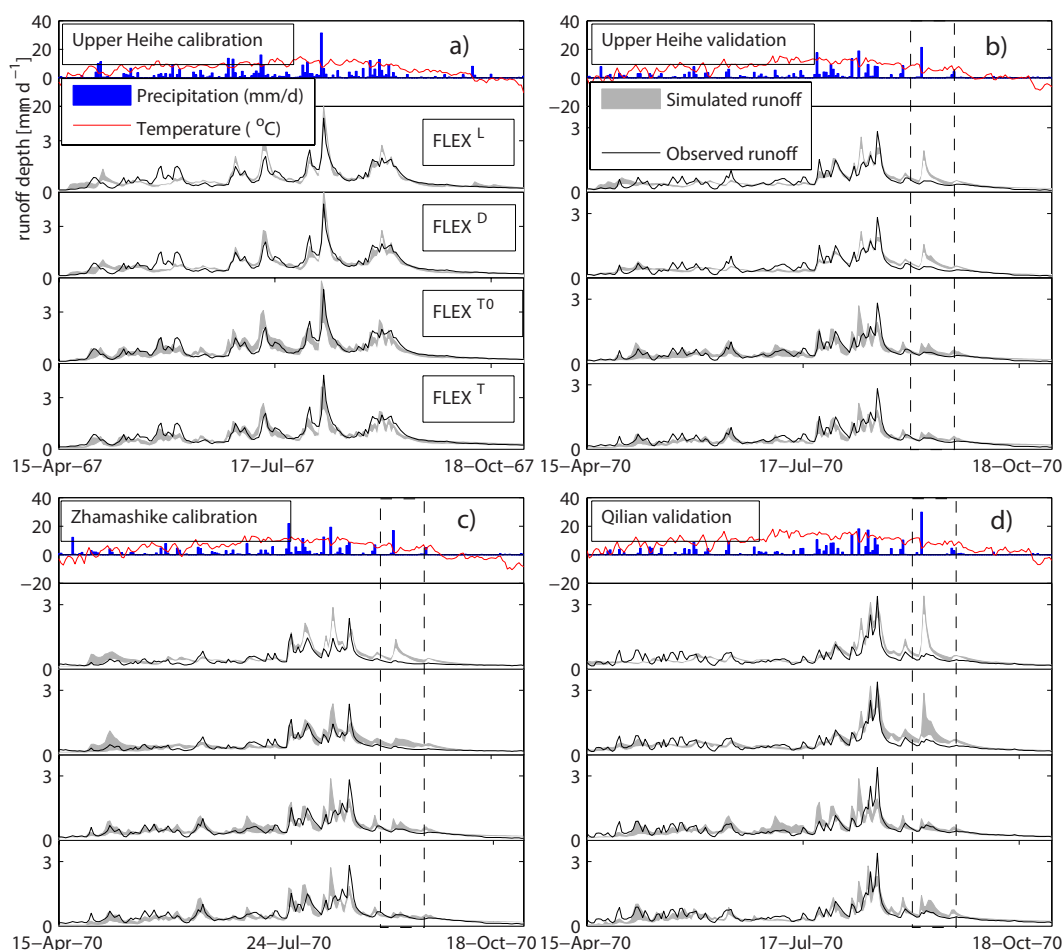 40
20
0
−20
Upper Heihe calibration
a)
Precipitation (mm/d)
Temperature ( °C)
runoff depth [mm d⁻¹]
3
0
FLEX L
3
0
FLEX D
3
0
FLEX T0
3
0
FLEX T
15−Apr−67
17−Jul−67
18−Oct−67
40
20
0
−20
Upper Heihe validation
b)
Simulated runoff
Observed runoff
3
0
3
0
3
0
3
0
15−Apr−70
17−Jul−70
18−Oct−70
40
20
0
−20
Zhamashike calibration
c)
3
0
3
0
3
0
3
0
15−Apr−70
24−Jul−70
18−Oct−70
40
20
0
−20
Qilian validation
d)
3
0
3
0
3
0
3
0
15−Apr−70
17−Jul−70
18−Oct−70